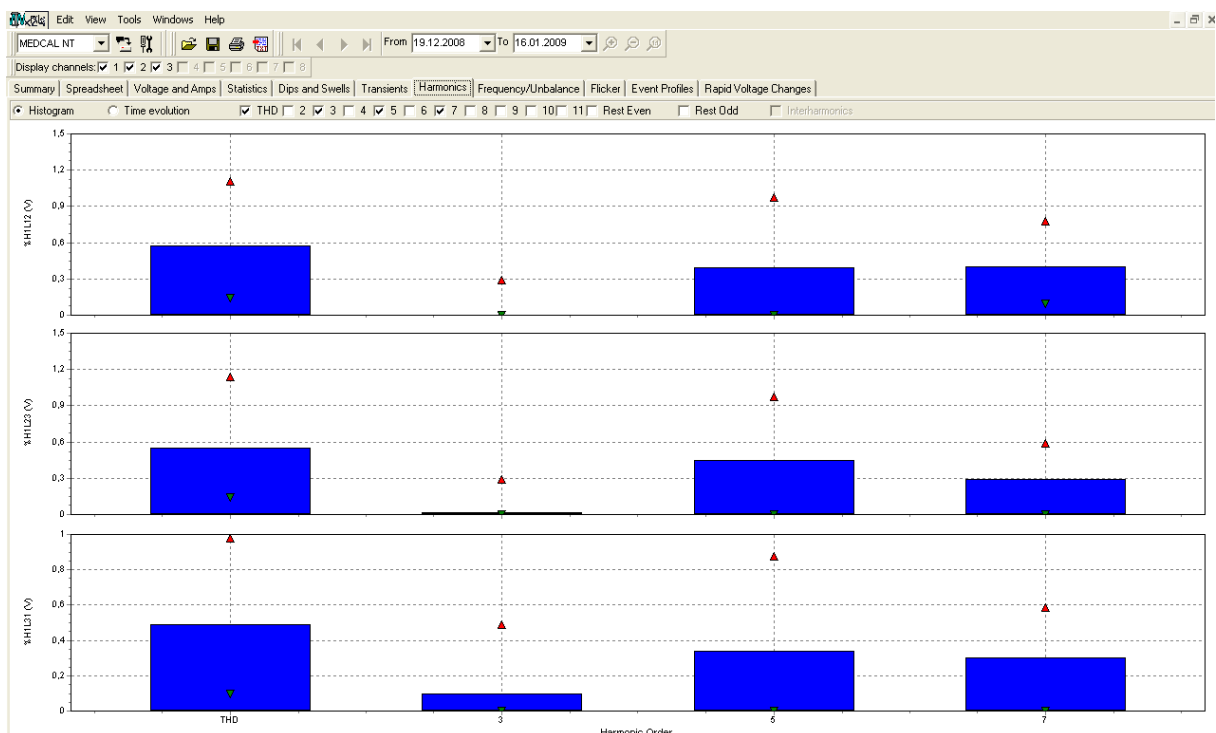 Edit View Tools Windows Help
MEDCAL NT From 19.12.2008 To 16.01.2009
Display channels: 1 2 3 4 5 6 7 8
Summary Spreadsheet Voltage and Amps Statistics Dips and Swells Transients Harmonics Frequency/Unbalance Flicker Event Profiles Rapid Voltage Changes
Histogram Time evolution THD 2 3 4 5 6 7 8 9 10 11 Rest Even Rest Odd Interharmonics
1,5
1,2
0,9
0,6
0,3
0
%H1L12 (V)
1,5
1,2
0,9
0,6
0,3
0
%H1L23 (V)
1
0,8
0,6
0,4
0,2
0
%H1L31 (V)
THD 3 5 7
Harmonic Order